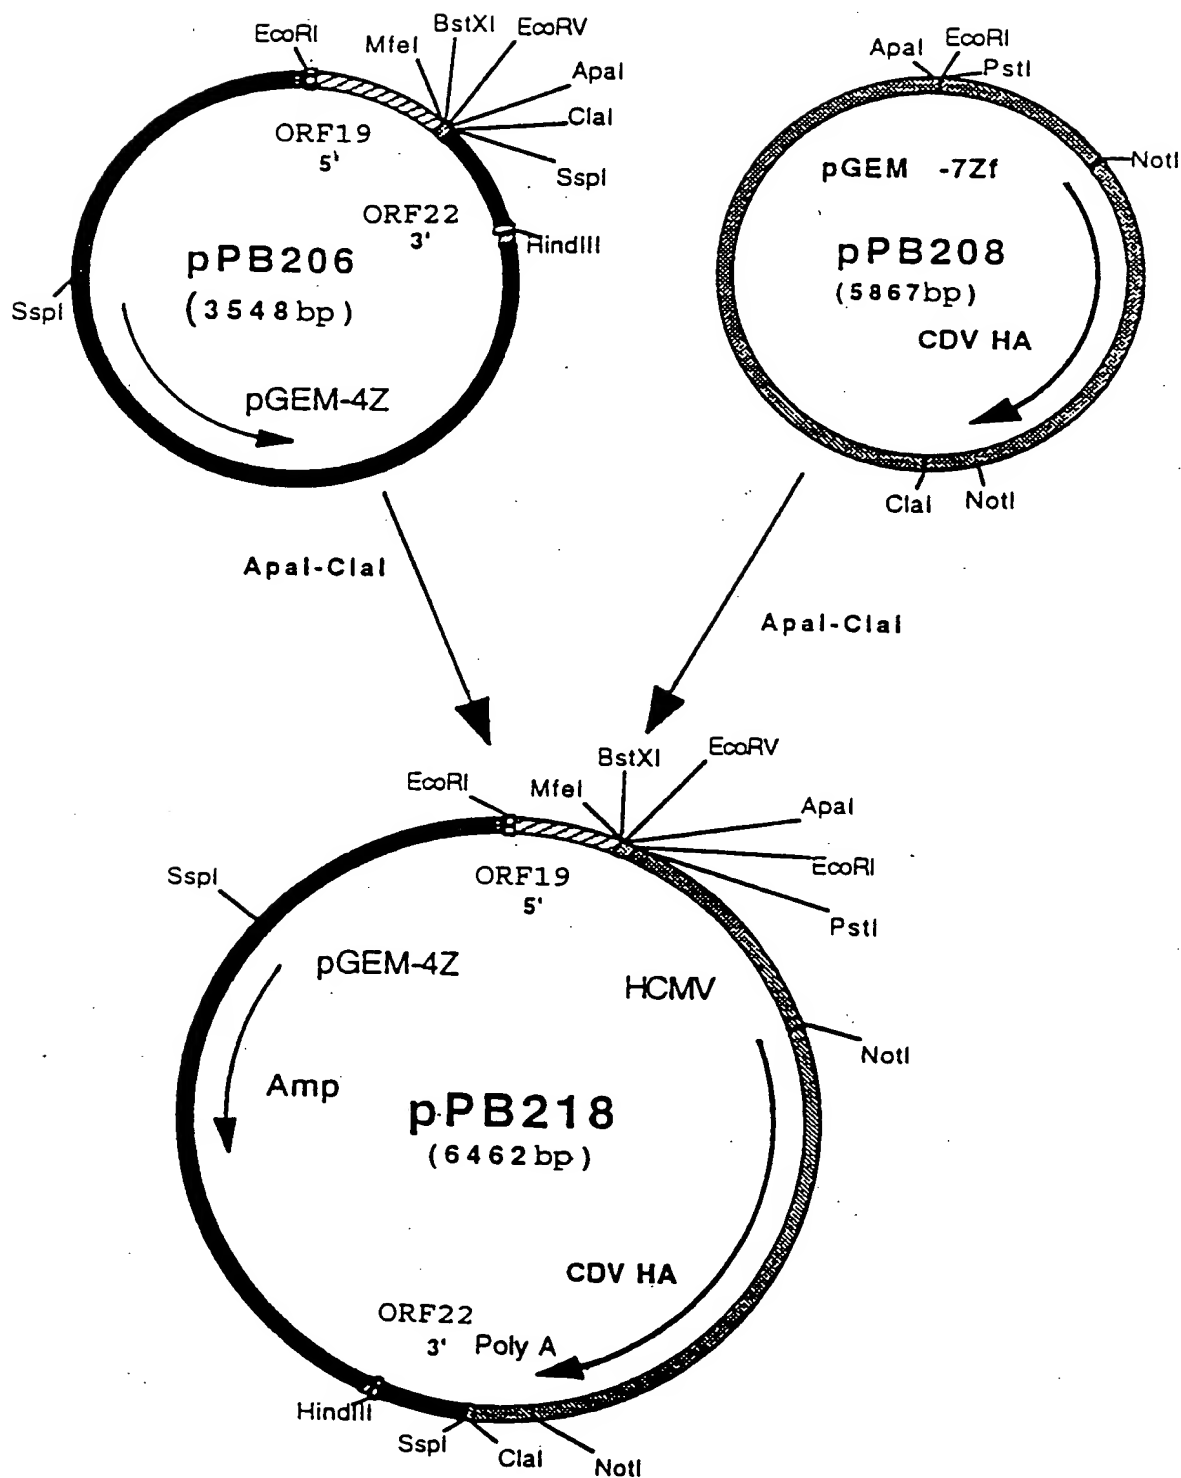 EcoRI
MfeI
BstXI
EcoRV
ApaI
ClaI
SspI
ORF19
5'
ORF22
3'
HindIII
pPB206
(3548bp)
SspI
pGEM-4Z
ApaI
EcoRI
PstI
NotI
pGEM -7Zf
pPB208
(5867bp)
CDV HA
ClaI
NotI
ApaI-ClaI
ApaI-ClaI
EcoRI
MfeI
BstXI
EcoRV
ApaI
EcoRI
PstI
SspI
ORF19
5'
pGEM-4Z
HCMV
NotI
Amp
pPB218
(6462bp)
CDV HA
ORF22
3' Poly A
HindIII
SspI
ClaI
NotI